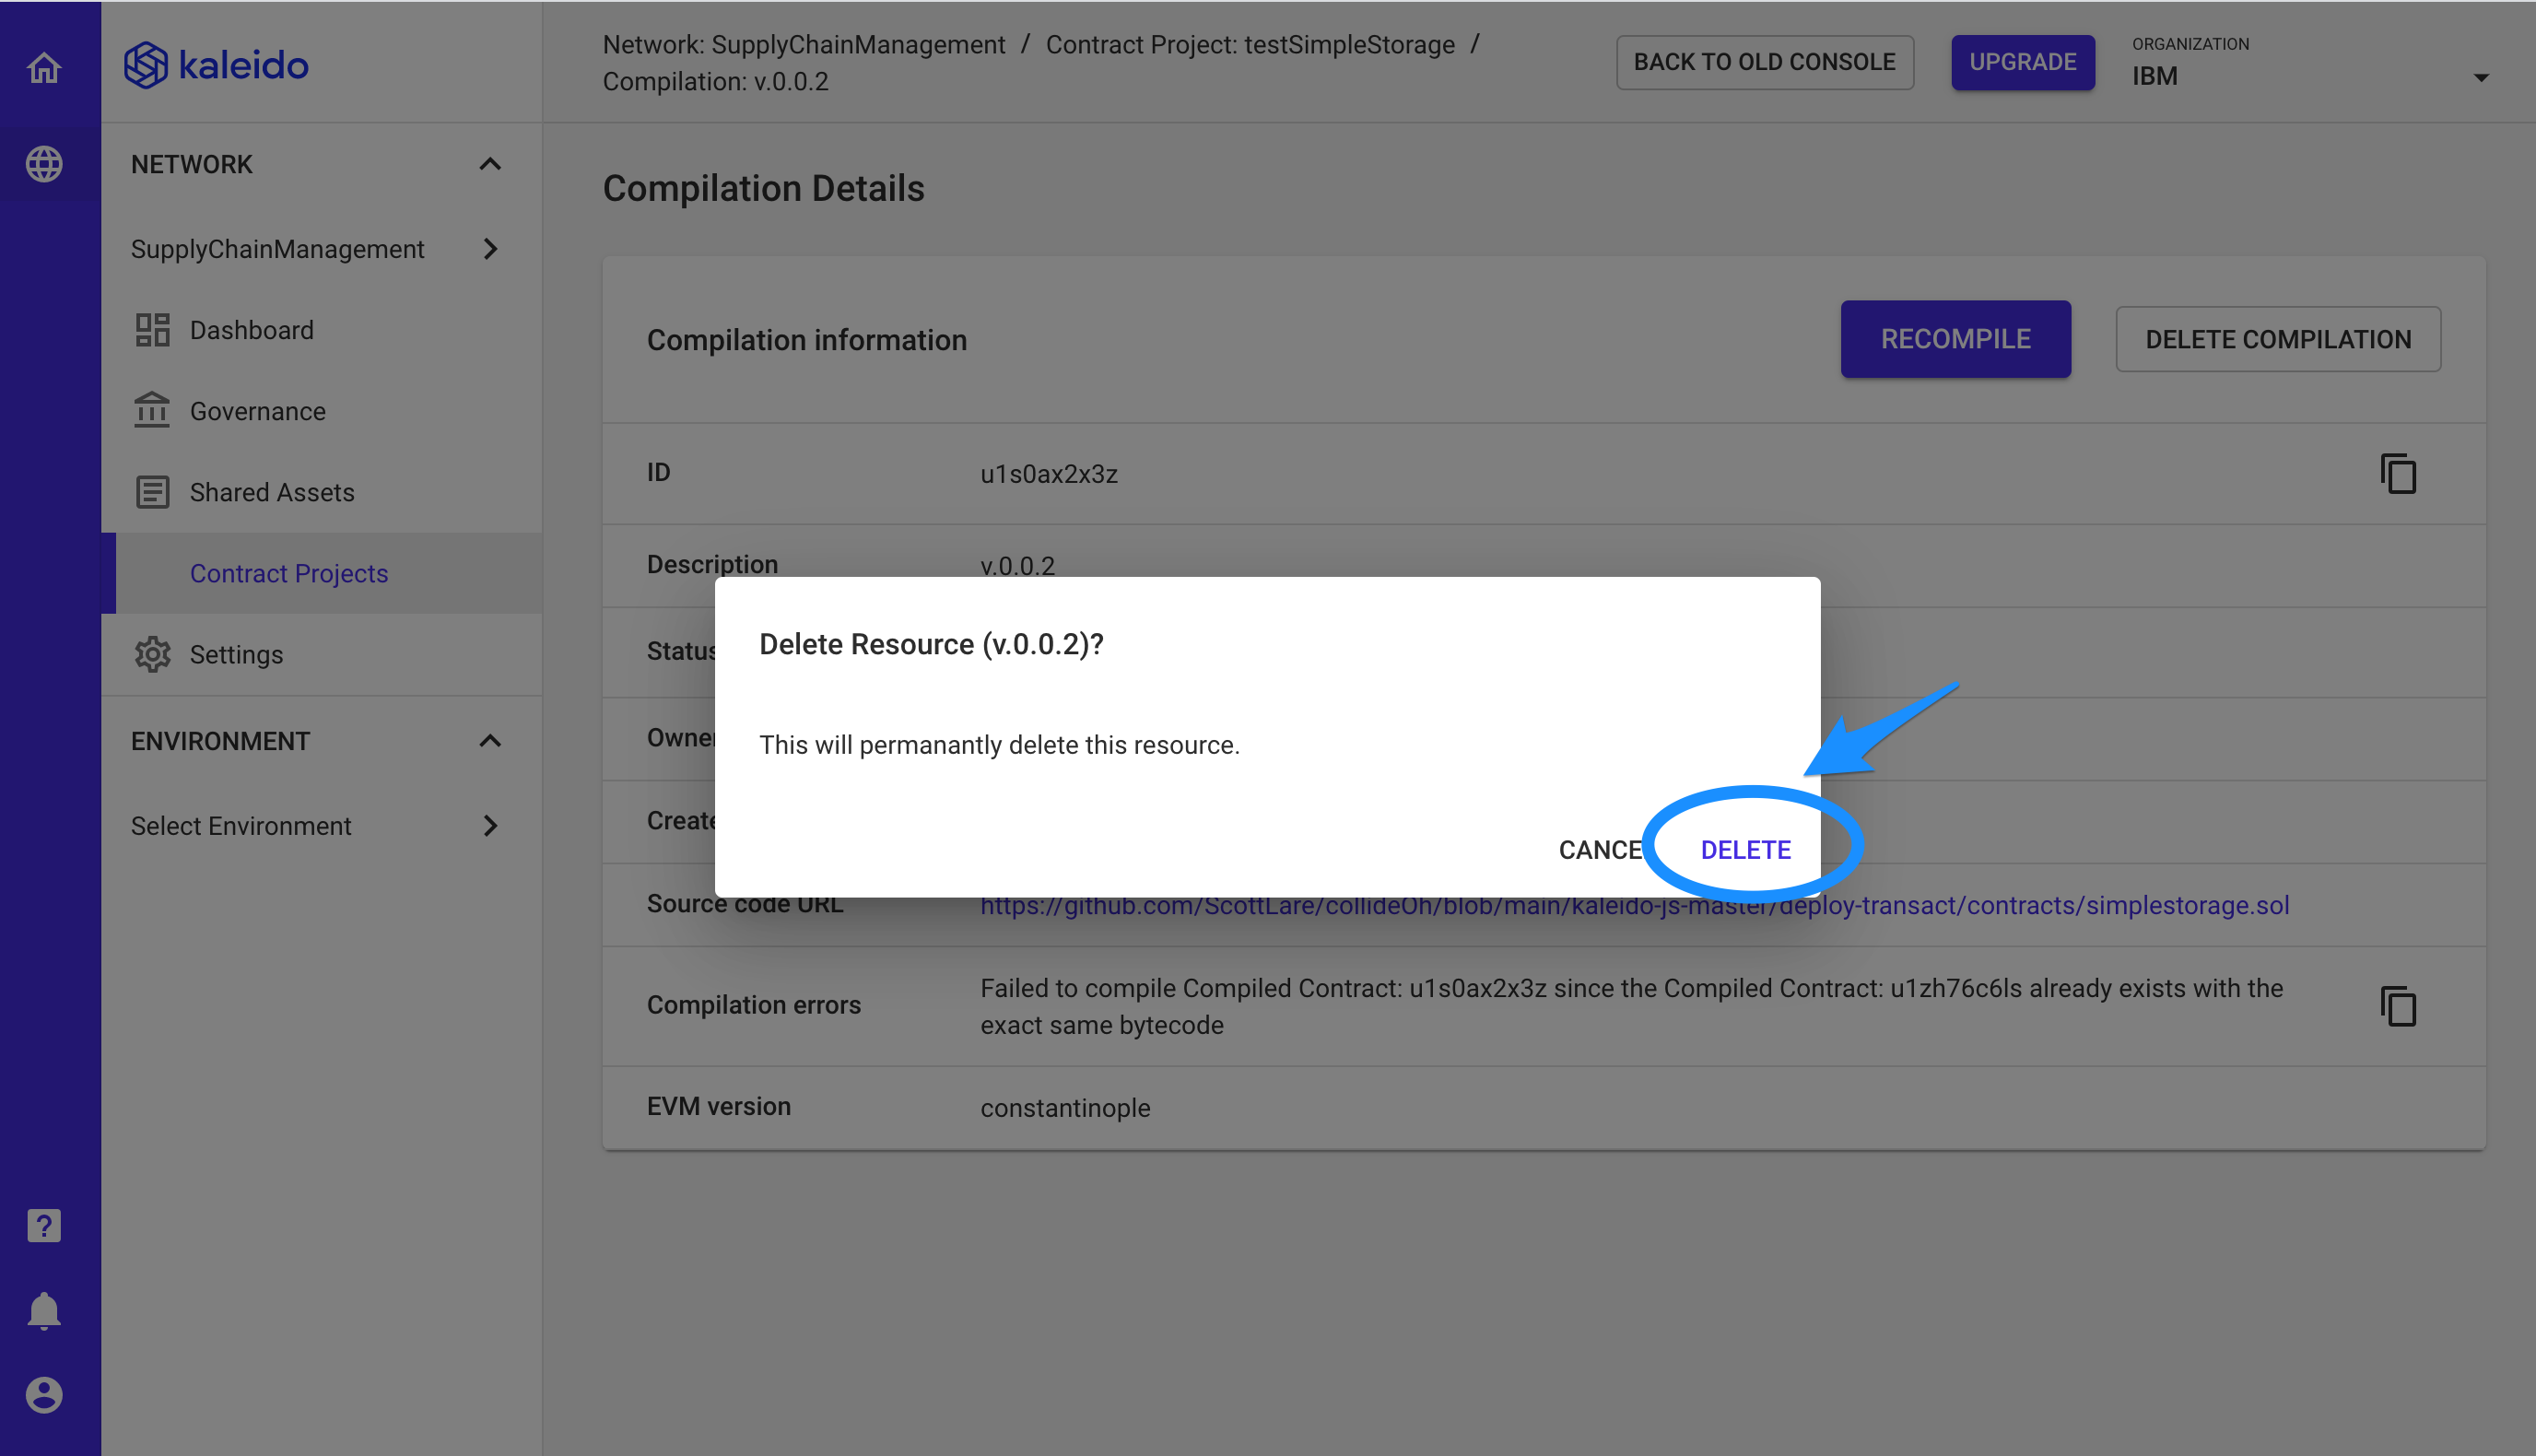 kaleido
Network: SupplyChainManagement / Contract Project: testSimpleStorage /
Compilation: v.0.0.2
BACK TO OLD CONSOLE
UPGRADE
ORGANIZATION
IBM
NETWORK
SupplyChainManagement
Dashboard
Governance
Shared Assets
Contract Projects
Settings
ENVIRONMENT
Select Environment
?
Compilation Details
Compilation information
RECOMPILE
DELETE COMPILATION
ID
u1s0ax2x3z
Description
v.0.0.2
Status
Owner
Create
Delete Resource (v.0.0.2)?
This will permanantly delete this resource.
CANCE
DELETE
Source code URL
https://github.com/ScottLare/collideOh/blob/main/kaleido-js-master/deploy-transact/contracts/simplestorage.sol
Compilation errors
Failed to compile Compiled Contract: u1s0ax2x3z since the Compiled Contract: u1zh76c6ls already exists with the
exact same bytecode
EVM version
constantinople